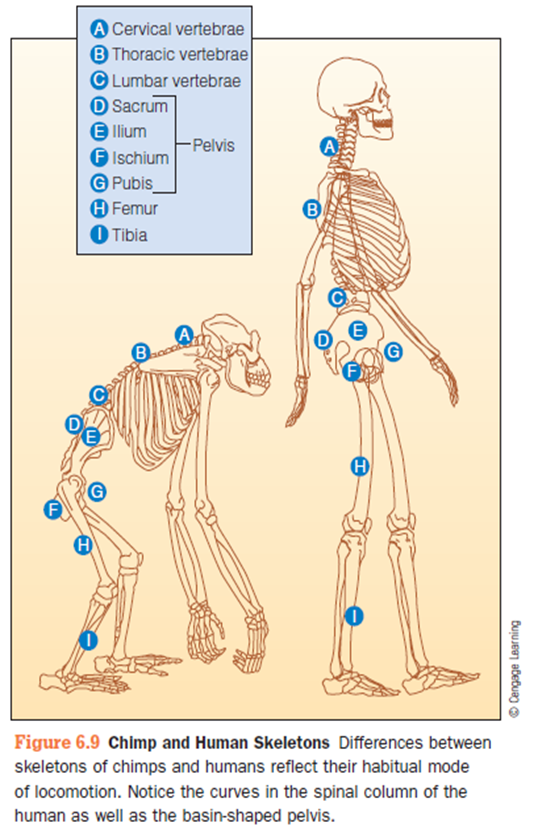 A Cervical vertebrae
B Thoracic vertebrae
C Lumbar vertebrae
D Sacrum
E Ilium
F Ischium
G Pubis
Pelvis
H Femur
I Tibia
A
B
C
D
E
F
G
H
I
A
B
C
D
E
F
G
H
I
© Cengage Learning
Figure 6.9 Chimp and Human Skeletons Differences between
skeletons of chimps and humans reflect their habitual mode
of locomotion. Notice the curves in the spinal column of the
human as well as the basin-shaped pelvis.